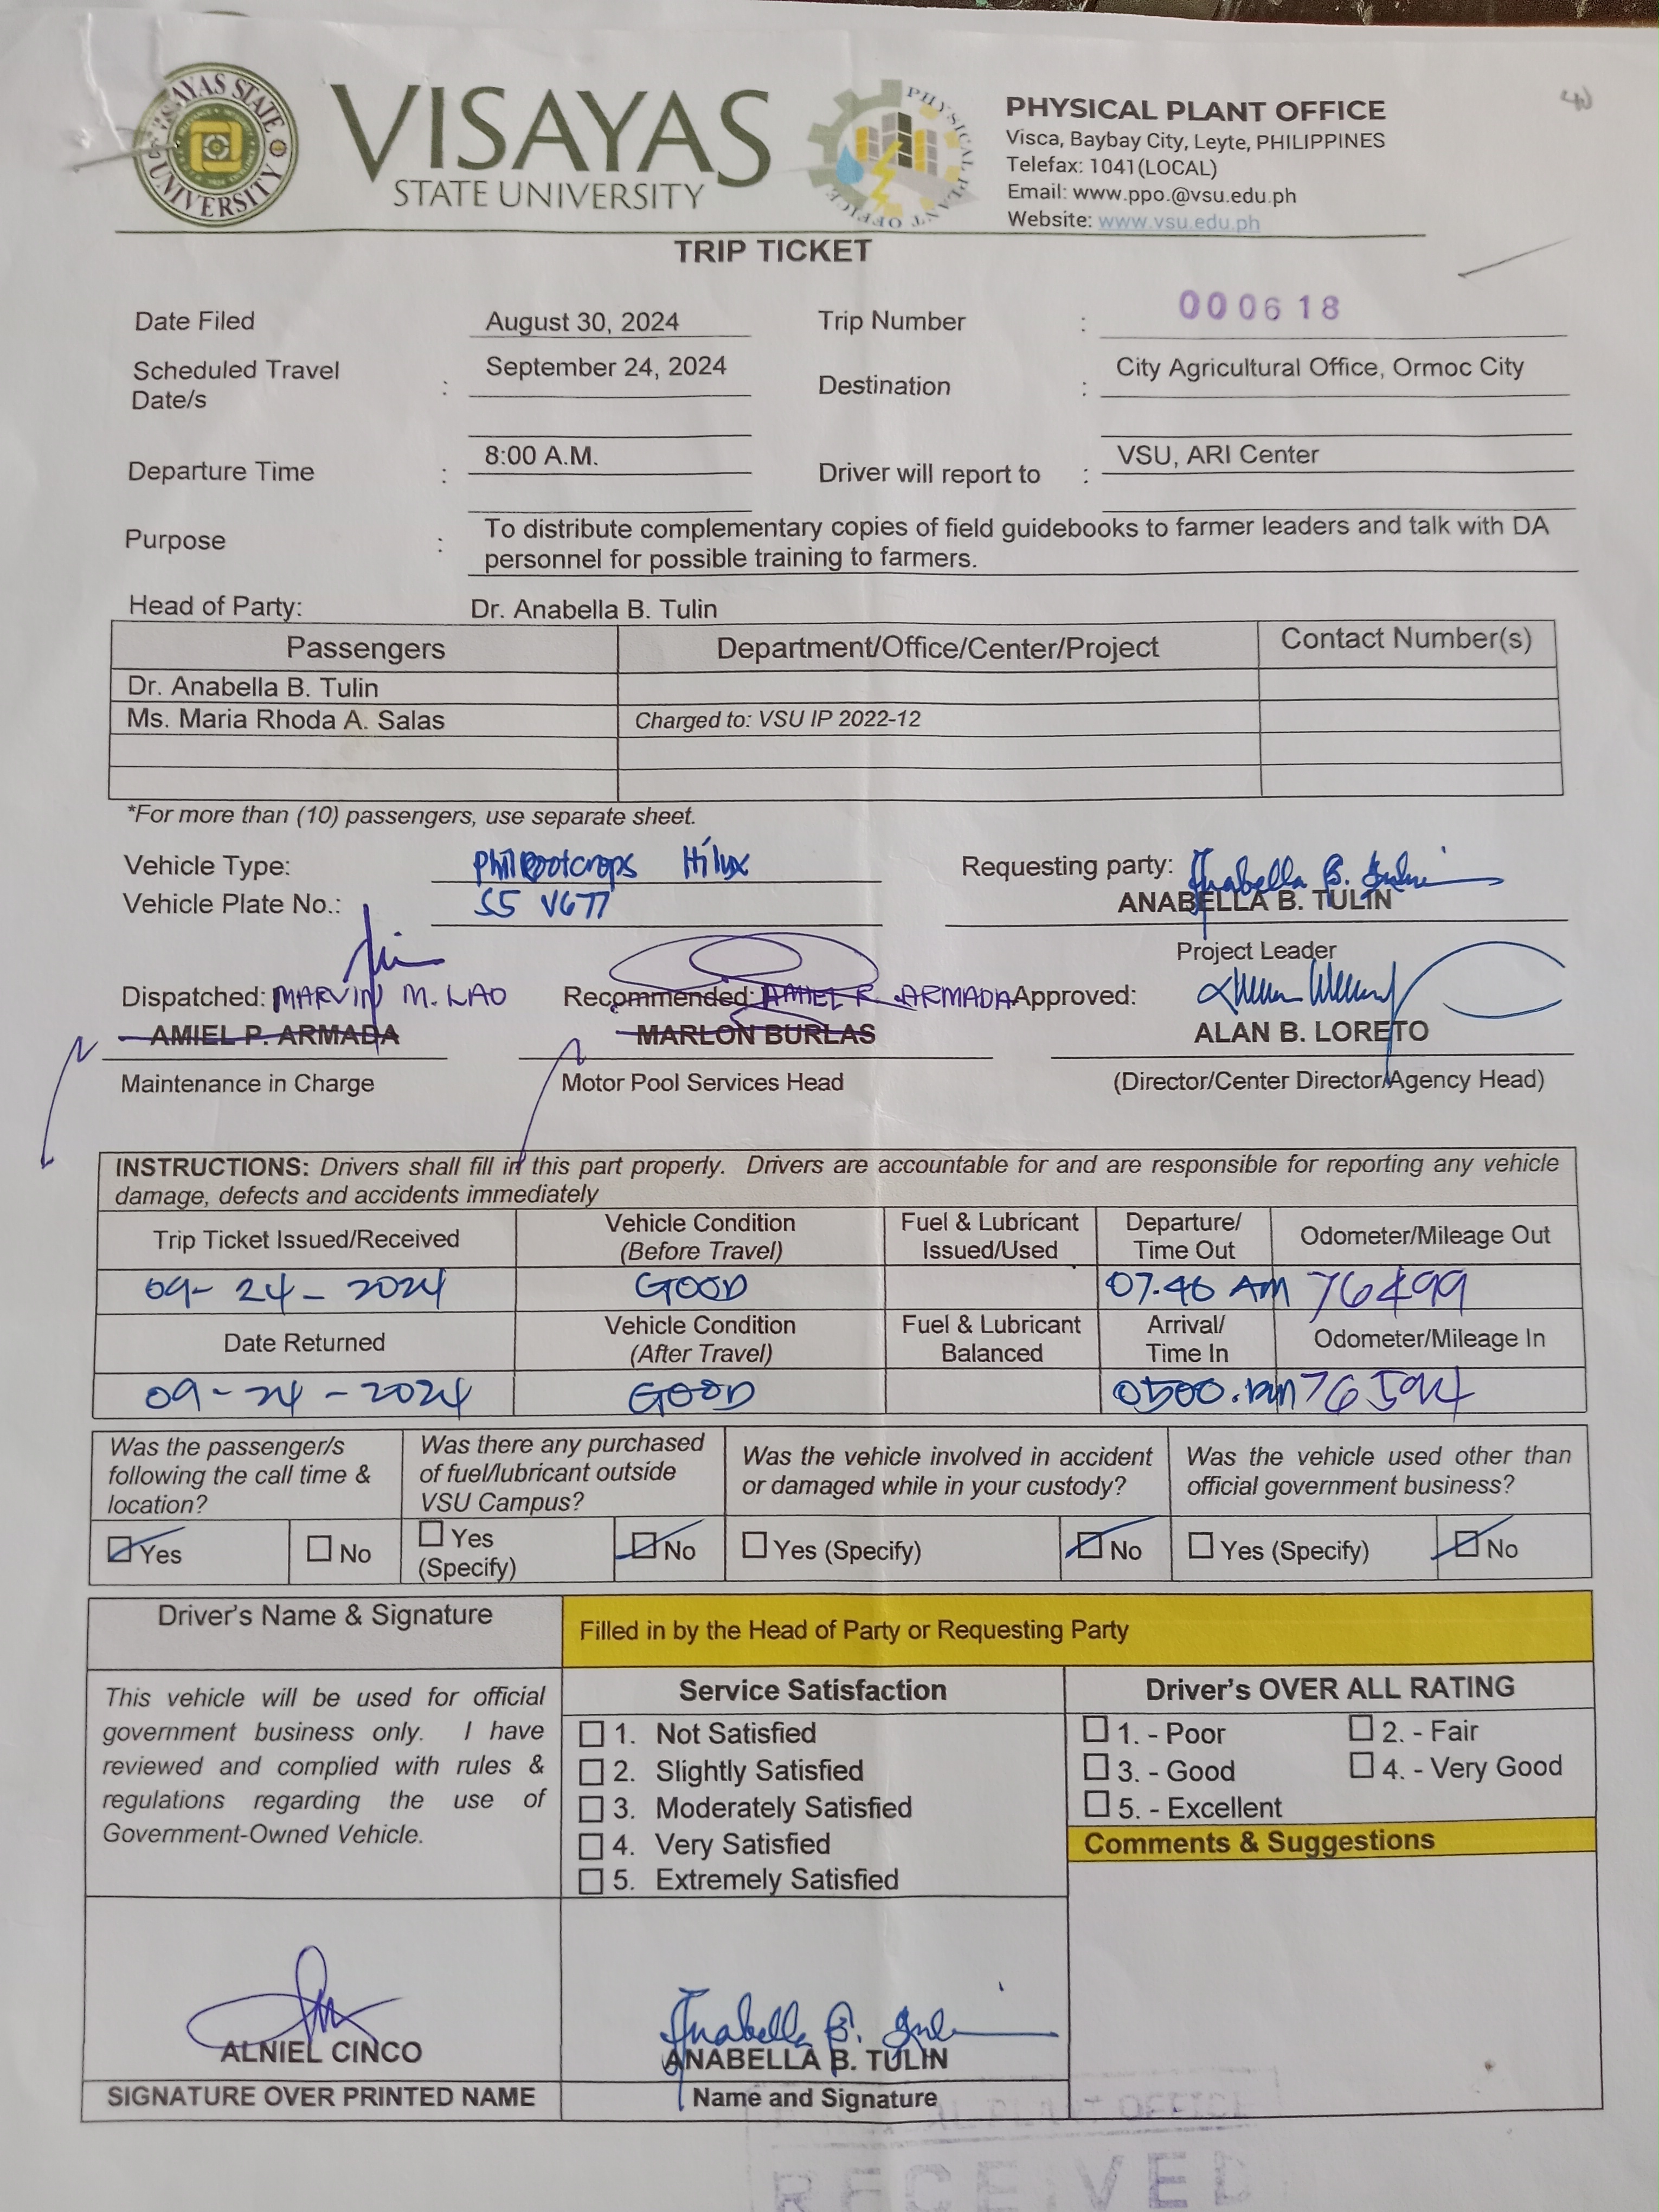 VISAYAS STATE UNIVERSITY
VISAYAS
STATE UNIVERSITY
PHYSICAL PLANT OFFICE
PHYSICAL PLANT OFFICE
Visca, Baybay City, Leyte, PHILIPPINES
Telefax: 1041(LOCAL)
Email: www.ppo.@vsu.edu.ph
Website: www.vsu.edu.ph
TRIP TICKET
Date Filed August 30, 2024 Trip Number : 000618
Scheduled Travel Date/s : September 24, 2024 Destination : City Agricultural Office, Ormoc City
Departure Time : 8:00 A.M. Driver will report to : VSU, ARI Center
Purpose : To distribute complementary copies of field guidebooks to farmer leaders and talk with DA
personnel for possible training to farmers.
Head of Party: Dr. Anabella B. Tulin
Passengers Department/Office/Center/Project Contact Number(s)
Dr. Anabella B. Tulin
Ms. Maria Rhoda A. Salas Charged to: VSU IP 2022-12
*For more than (10) passengers, use separate sheet.
Vehicle Type: Philrootcrops Hilux Requesting party: Anabella B. Tulin
Vehicle Plate No.: S5 V677 ANABELLA B. TULIN
Project Leader
Dispatched: MARVIN M. LAO Recommended: AMIEL P. ARMADA Approved:
AMIEL P. ARMADA MARLON BURLAS ALAN B. LORETO
Maintenance in Charge Motor Pool Services Head (Director/Center Director/Agency Head)
INSTRUCTIONS: Drivers shall fill in this part properly. Drivers are accountable for and are responsible for reporting any vehicle
damage, defects and accidents immediately
Trip Ticket Issued/Received Vehicle Condition (Before Travel) Fuel & Lubricant Issued/Used Departure/ Time Out Odometer/Mileage Out
09-24-2024 GOOD 07.46 AM 76499
Date Returned Vehicle Condition (After Travel) Fuel & Lubricant Balanced Arrival/ Time In Odometer/Mileage In
09-24-2024 GOOD 0500.pm 76594
Was the passenger/s following the call time & location? Was there any purchased of fuel/lubricant outside VSU Campus? Was the vehicle involved in accident or damaged while in your custody? Was the vehicle used other than official government business?
Yes No Yes (Specify) No Yes (Specify) No Yes (Specify) No
Driver's Name & Signature Filled in by the Head of Party or Requesting Party
This vehicle will be used for official
government business only. I have
reviewed and complied with rules &
regulations regarding the use of
Government-Owned Vehicle.
Service Satisfaction
1. Not Satisfied
2. Slightly Satisfied
3. Moderately Satisfied
4. Very Satisfied
5. Extremely Satisfied
Driver's OVER ALL RATING
1. - Poor 2. - Fair
3. - Good 4. - Very Good
5. - Excellent
Comments & Suggestions
Anabella B. Tulin
ALNIEL CINCO ANABELLA B. TULIN
SIGNATURE OVER PRINTED NAME Name and Signature
PLANT OFFICE
RECEIVED